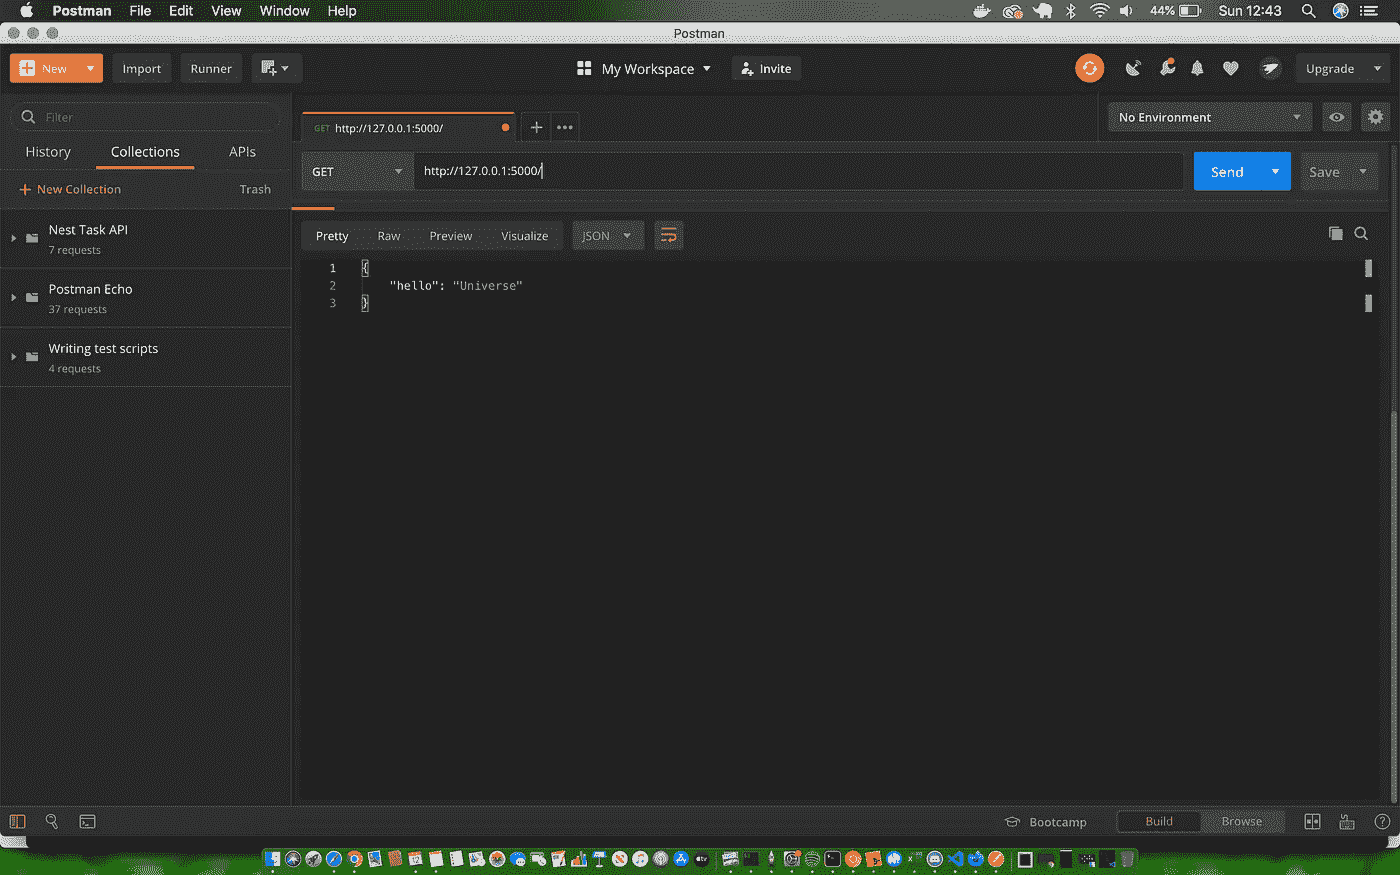 Postman File Edit View Window Help 44% Sun 12:43
Postman
New Import Runner My Workspace Invite Upgrade
Filter
History Collections APIs
+ New Collection Trash
Nest Task API
7 requests
Postman Echo
37 requests
Writing test scripts
4 requests
GET http://127.0.0.1:5000/ + •••
No Environment
GET http://127.0.0.1:5000/ Send Save
Pretty Raw Preview Visualize JSON
1 {
2 "hello": "Universe"
3 }
Bootcamp Build Browse